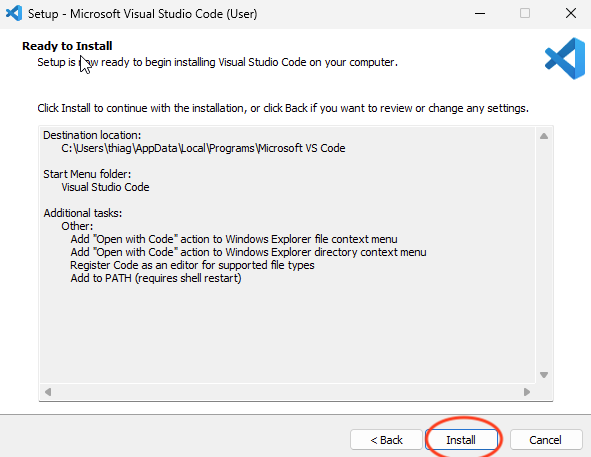 Setup - Microsoft Visual Studio Code (User)
Ready to Install
Setup is now ready to begin installing Visual Studio Code on your computer.
Click Install to continue with the installation, or click Back if you want to review or change any settings.
Destination location:
C:\Users\thiag\AppData\Local\Programs\Microsoft VS Code
Start Menu folder:
Visual Studio Code
Additional tasks:
Other:
Add "Open with Code" action to Windows Explorer file context menu
Add "Open with Code" action to Windows Explorer directory context menu
Register Code as an editor for supported file types
Add to PATH (requires shell restart)
< Back Install Cancel